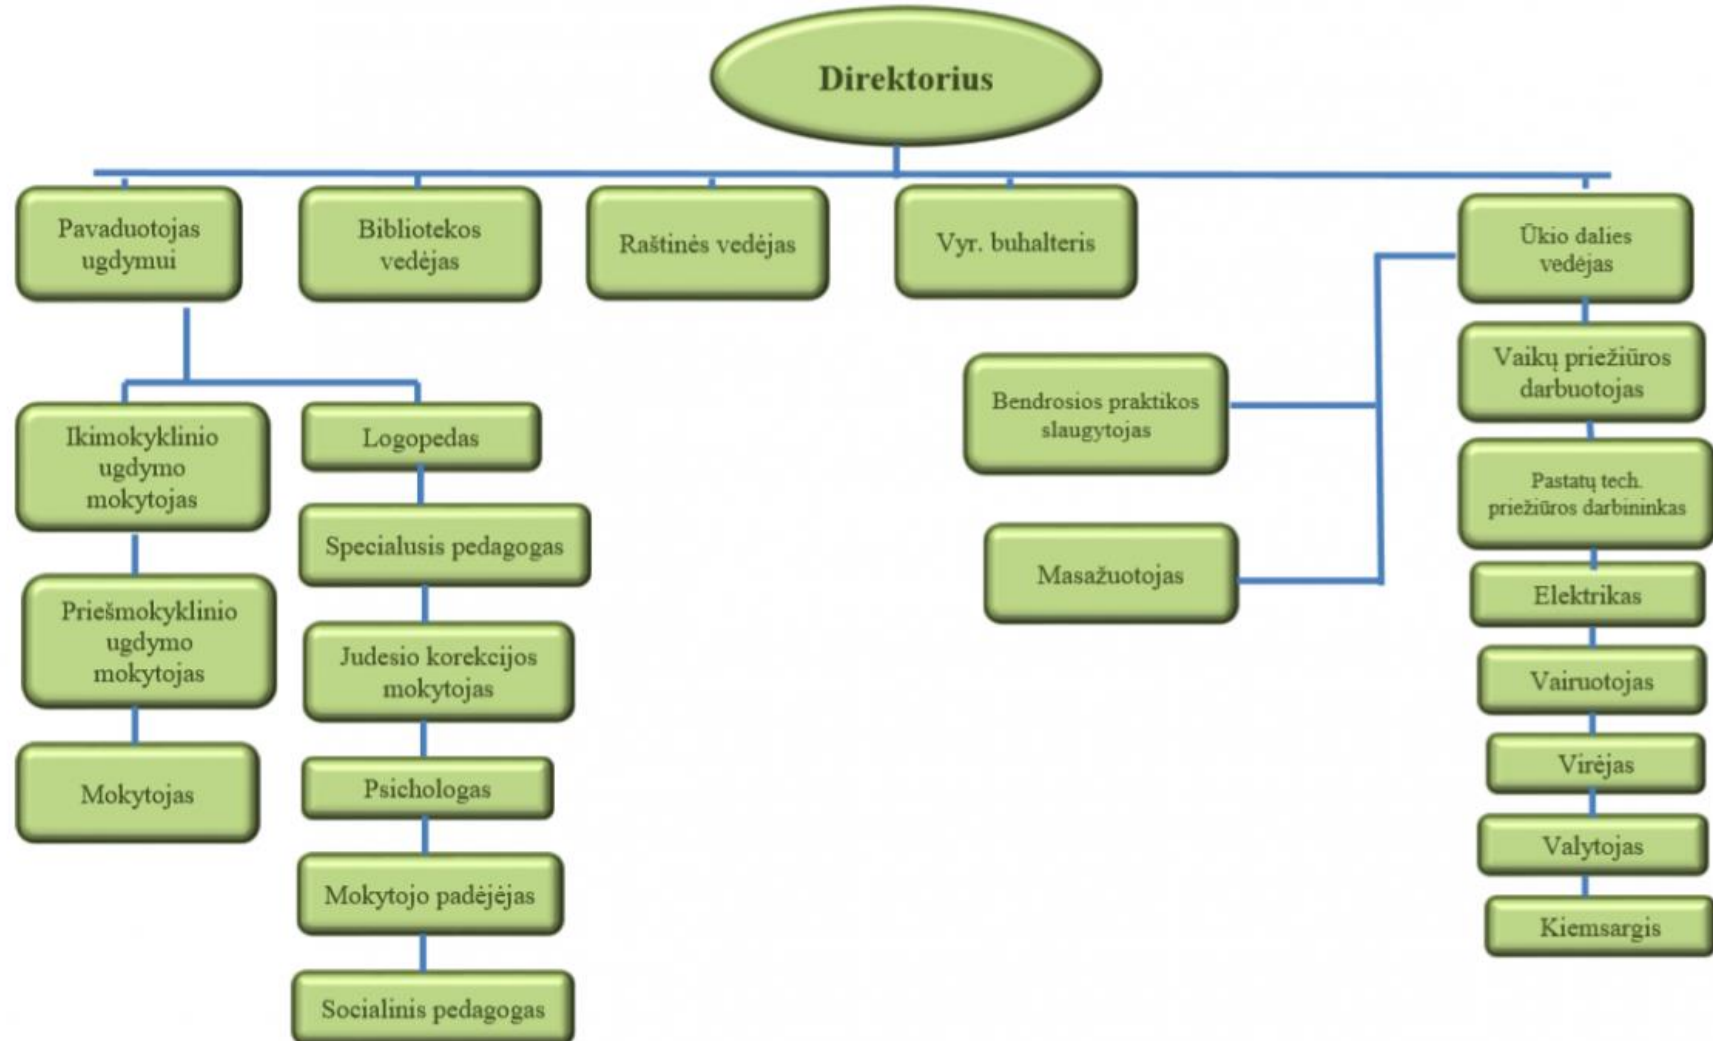 Direktorius
Pavaduotojas
ugdymui
Bibliotekos
vedėjas
Raštinės vedėjas
Vyr. buhalteris
Ūkio dalies
vedėjas
Ikimokyklinio
ugdymo
mokytojas
Priešmokyklinio
ugdymo
mokytojas
Mokytojas
Logopedas
Specialusis pedagogas
Judesio korekcijos
mokytojas
Psichologas
Mokytojo padėjėjas
Socialinis pedagogas
Bendrosios praktikos
slaugytojas
Masažuotojas
Vaikų priežiūros
darbuotojas
Pastatų tech.
priežiūros darbininkas
Elektrikas
Vairuotojas
Virėjas
Valytojas
Kiemsargis